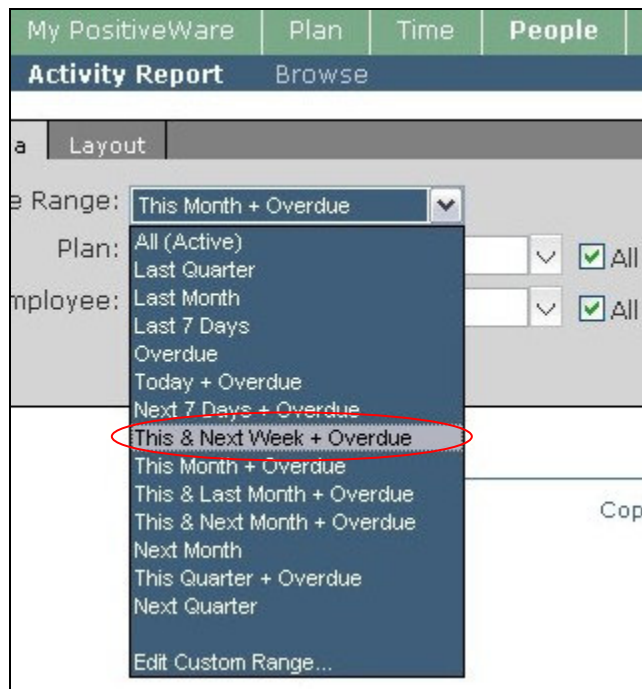 My PositiveWare Plan Time People
Activity Report Browse
a Layout
e Range: This Month + Overdue
Plan: All
mployee: All
All (Active)
Last Quarter
Last Month
Last 7 Days
Overdue
Today + Overdue
Next 7 Days + Overdue
This & Next Week + Overdue
This Month + Overdue
This & Last Month + Overdue
This & Next Month + Overdue
Next Month
This Quarter + Overdue
Next Quarter
Edit Custom Range...
Cop